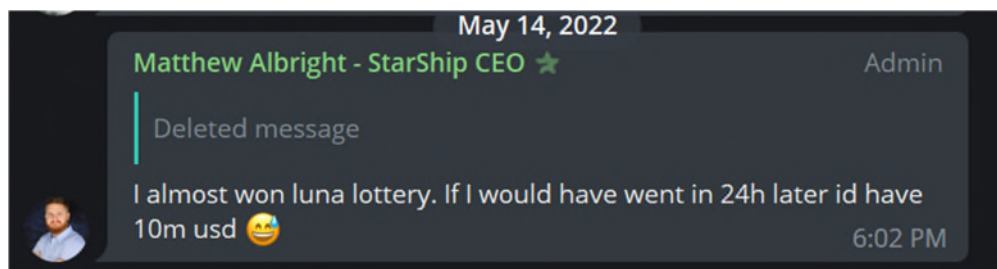 May 14, 2022
Matthew Albright - StarShip CEO Admin
Deleted message
I almost won luna lottery. If I would have went in 24h later id have
10m usd 😅
6:02 PM